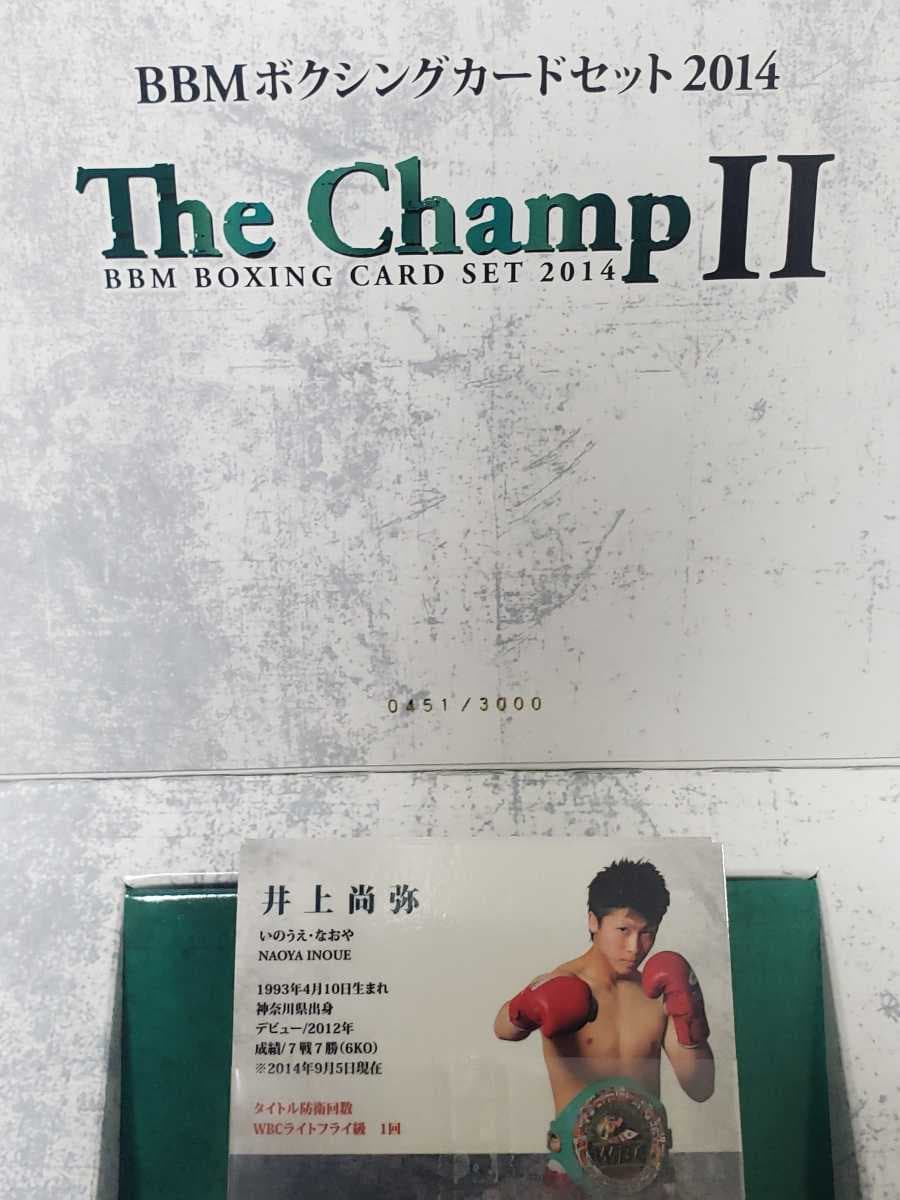 BBMボクシングカードセット 2014
The Champ II
BBM BOXING CARD SET 2014
0451/3000
井上尚弥
いのうえ・なおや
NAOYA INOUE
1993年4月10日生まれ
神奈川県出身
デビュー/2012年
成績/7戦7勝(6KO)
※2014年9月5日現在
タイトル防衛回数
WBCライトフライ級 1回
WBC